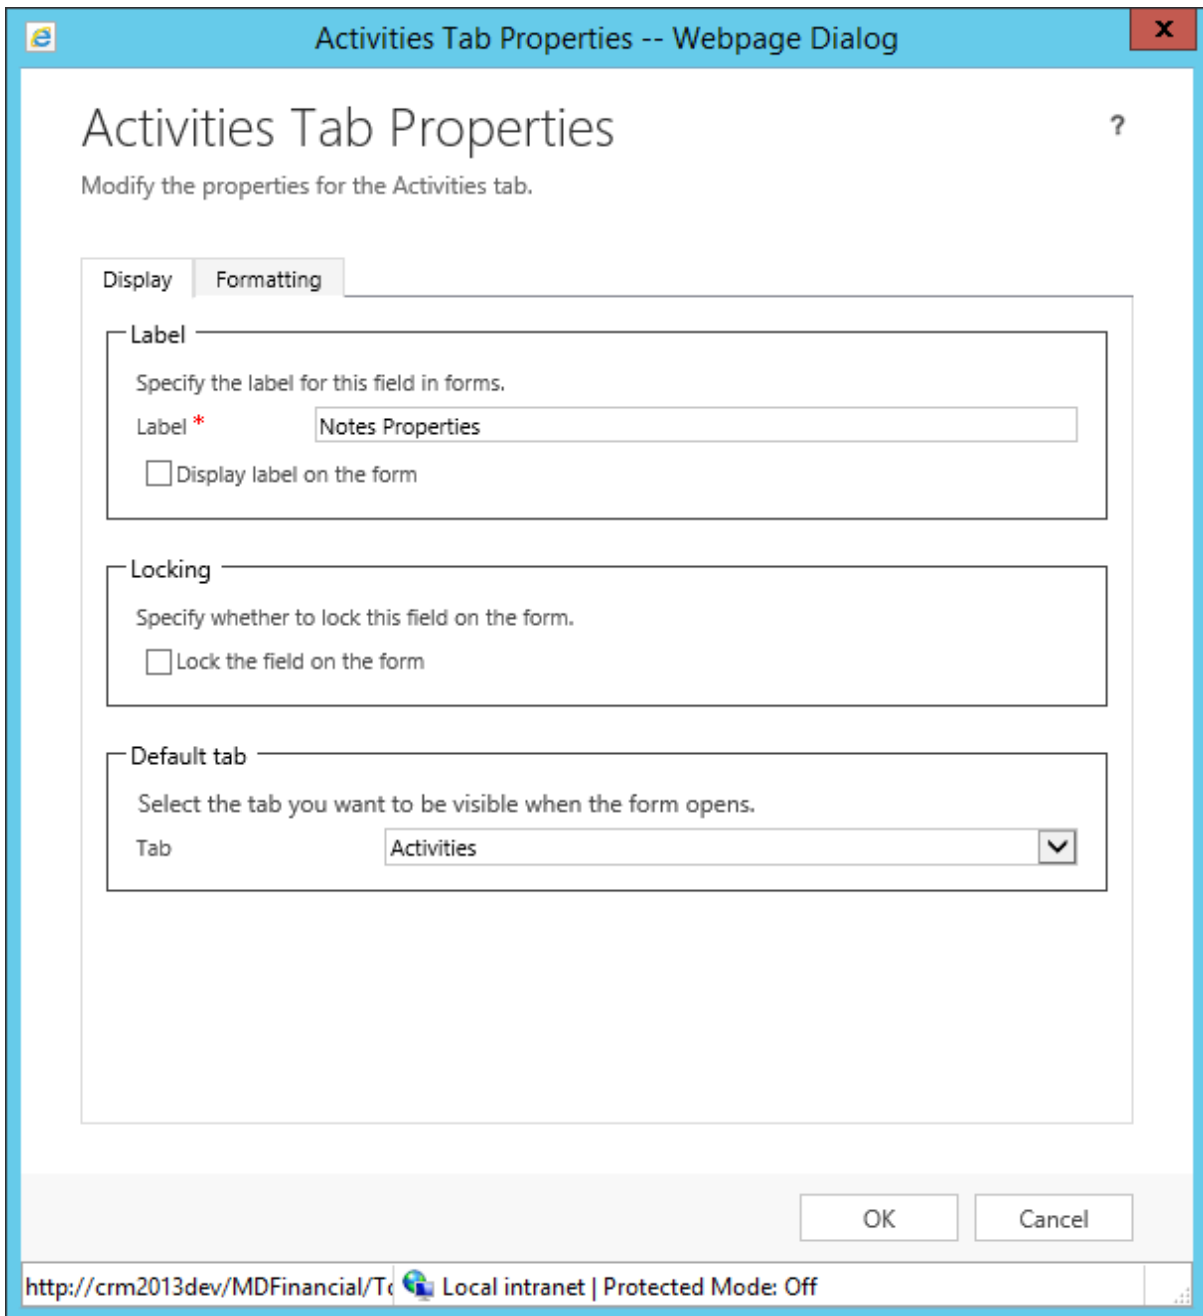 Activities Tab Properties -- Webpage Dialog
x
Activities Tab Properties
?
Modify the properties for the Activities tab.
Display Formatting
Label
Specify the label for this field in forms.
Label * Notes Properties
Display label on the form
Locking
Specify whether to lock this field on the form.
Lock the field on the form
Default tab
Select the tab you want to be visible when the form opens.
Tab Activities
OK Cancel
http://crm2013dev/MDFinancial/ Local intranet | Protected Mode: Off